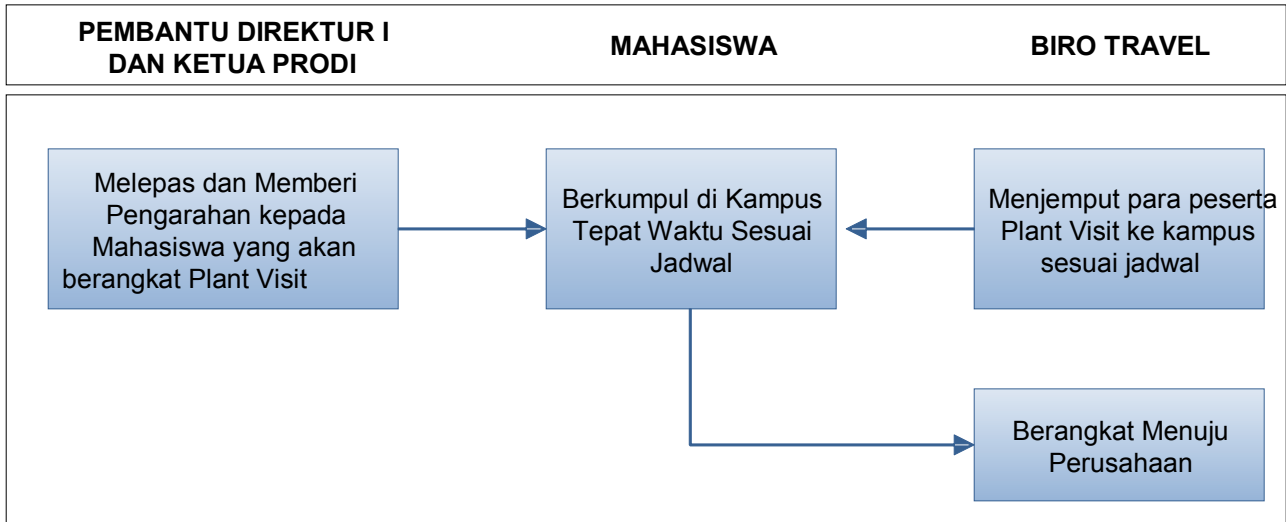 PEMBANTU DIREKTUR I
DAN KETUA PRODI
MAHASISWA
BIRO TRAVEL
Melepas dan Memberi
Pengarahan kepada
Mahasiswa yang akan
berangkat Plant Visit
Berkumpul di Kampus
Tepat Waktu Sesuai
Jadwal
Menjemput para peserta
Plant Visit ke kampus
sesuai jadwal
Berangkat Menuju
Perusahaan